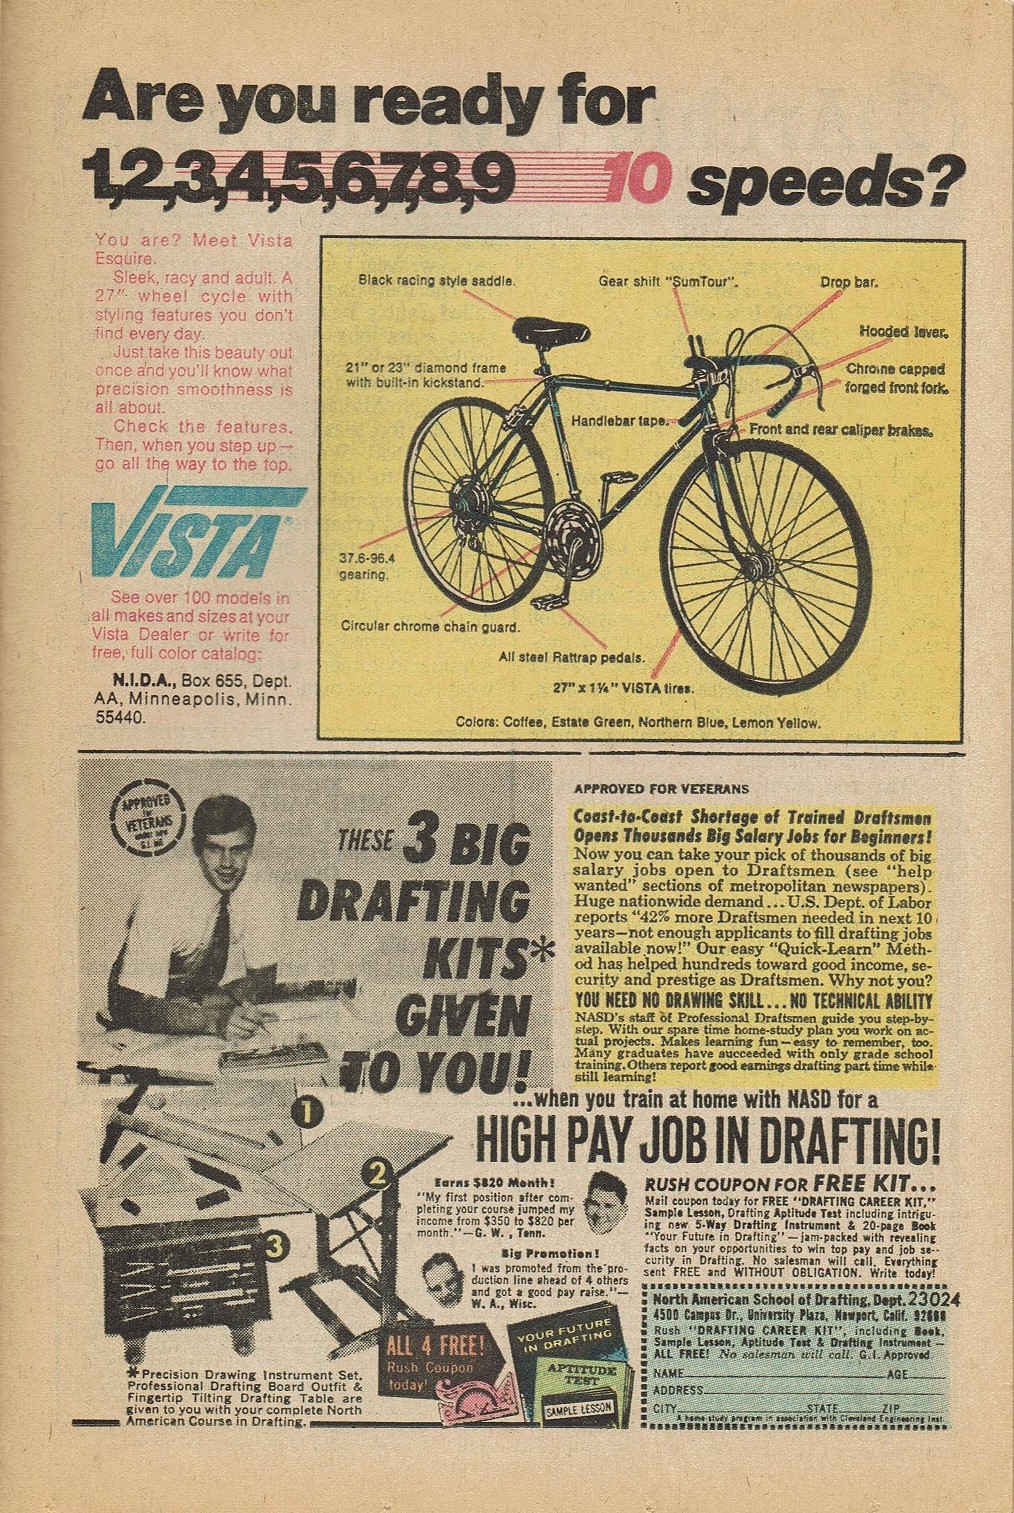 Are you ready for
1,2,3,4,5,6,7,8,9 10 speeds?
You are? Meet Vista
Esquire.
Sleek, racy and adult. A
27" wheel cycle with
styling features you don't
find every day.
Just take this beauty out
once and you'll know what
precision smoothness is
all about.
Check the features.
Then, when you step up—
go all the way to the top.
VISTA®
See over 100 models in
all makes and sizes at your
Vista Dealer or write for
free, full color catalog:
N.I.D.A., Box 655, Dept.
AA, Minneapolis, Minn.
55440.
Black racing style saddle.
Gear shift "SumTour".
Drop bar.
Hooded lever.
21" or 23" diamond frame
with built-in kickstand.
Chrome capped
forged front fork.
Handlebar tape.
Front and rear caliper brakes.
37.6-96.4
gearing.
Circular chrome chain guard.
All steel Rattrap pedals.
27" x 1¼" VISTA tires.
Colors: Coffee, Estate Green, Northern Blue, Lemon Yellow.
APPROVED
for
VETERANS
under new
G.I. Bill
THESE 3 BIG
DRAFTING
KITS*
GIVEN
TO YOU!
1
2
3
APPROVED FOR VETERANS
Coast-to-Coast Shortage of Trained Draftsmen
Opens Thousands Big Salary Jobs for Beginners!
Now you can take your pick of thousands of big
salary jobs open to Draftsmen (see "help
wanted" sections of metropolitan newspapers).
Huge nationwide demand...U.S. Dept. of Labor
reports "42% more Draftsmen needed in next 10
years—not enough applicants to fill drafting jobs
available now!" Our easy "Quick-Learn" Meth-
od has helped hundreds toward good income, se-
curity and prestige as Draftsmen. Why not you?
YOU NEED NO DRAWING SKILL...NO TECHNICAL ABILITY
NASD's staff of Professional Draftsmen guide you step-by-
step. With our spare time home-study plan you work on ac-
tual projects. Makes learning fun—easy to remember, too.
Many graduates have succeeded with only grade school
training. Others report good earnings drafting part time while
still learning!
...when you train at home with NASD for a
HIGH PAY JOB IN DRAFTING!
Earns $820 Month!
"My first position after com-
pleting your course jumped my
income from $350 to $820 per
month."—G. W., Tenn.
Big Promotion!
I was promoted from the pro-
duction line ahead of 4 others
and got a good pay raise."—
W. A., Wisc.
RUSH COUPON FOR FREE KIT...
Mail coupon today for FREE "DRAFTING CAREER KIT,"
Sample Lesson, Drafting Aptitude Test including intrigu-
ing new 5-Way Drafting Instrument & 20-page Book
"Your Future in Drafting"—jam-packed with revealing
facts on your opportunities to win top pay and job se-
curity in Drafting. No salesman will call. Everything
sent FREE and WITHOUT OBLIGATION. Write today!
North American School of Drafting, Dept. 23024
4500 Campus Dr., University Plaza, Newport, Calif. 92660
Rush "DRAFTING CAREER KIT", including Book,
Sample Lesson, Aptitude Test & Drafting Instrument—
ALL FREE! No salesman will call. G.I. Approved.
NAME AGE
ADDRESS
CITY STATE ZIP
A home-study program in association with Cleveland Engineering Inst.
ALL 4 FREE!
Rush Coupon
today!
YOUR FUTURE
IN DRAFTING
APTITUDE
TEST
SAMPLE LESSON
*Precision Drawing Instrument Set,
Professional Drafting Board Outfit &
Fingertip Tilting Drafting Table are
given to you with your complete North
American Course in Drafting.